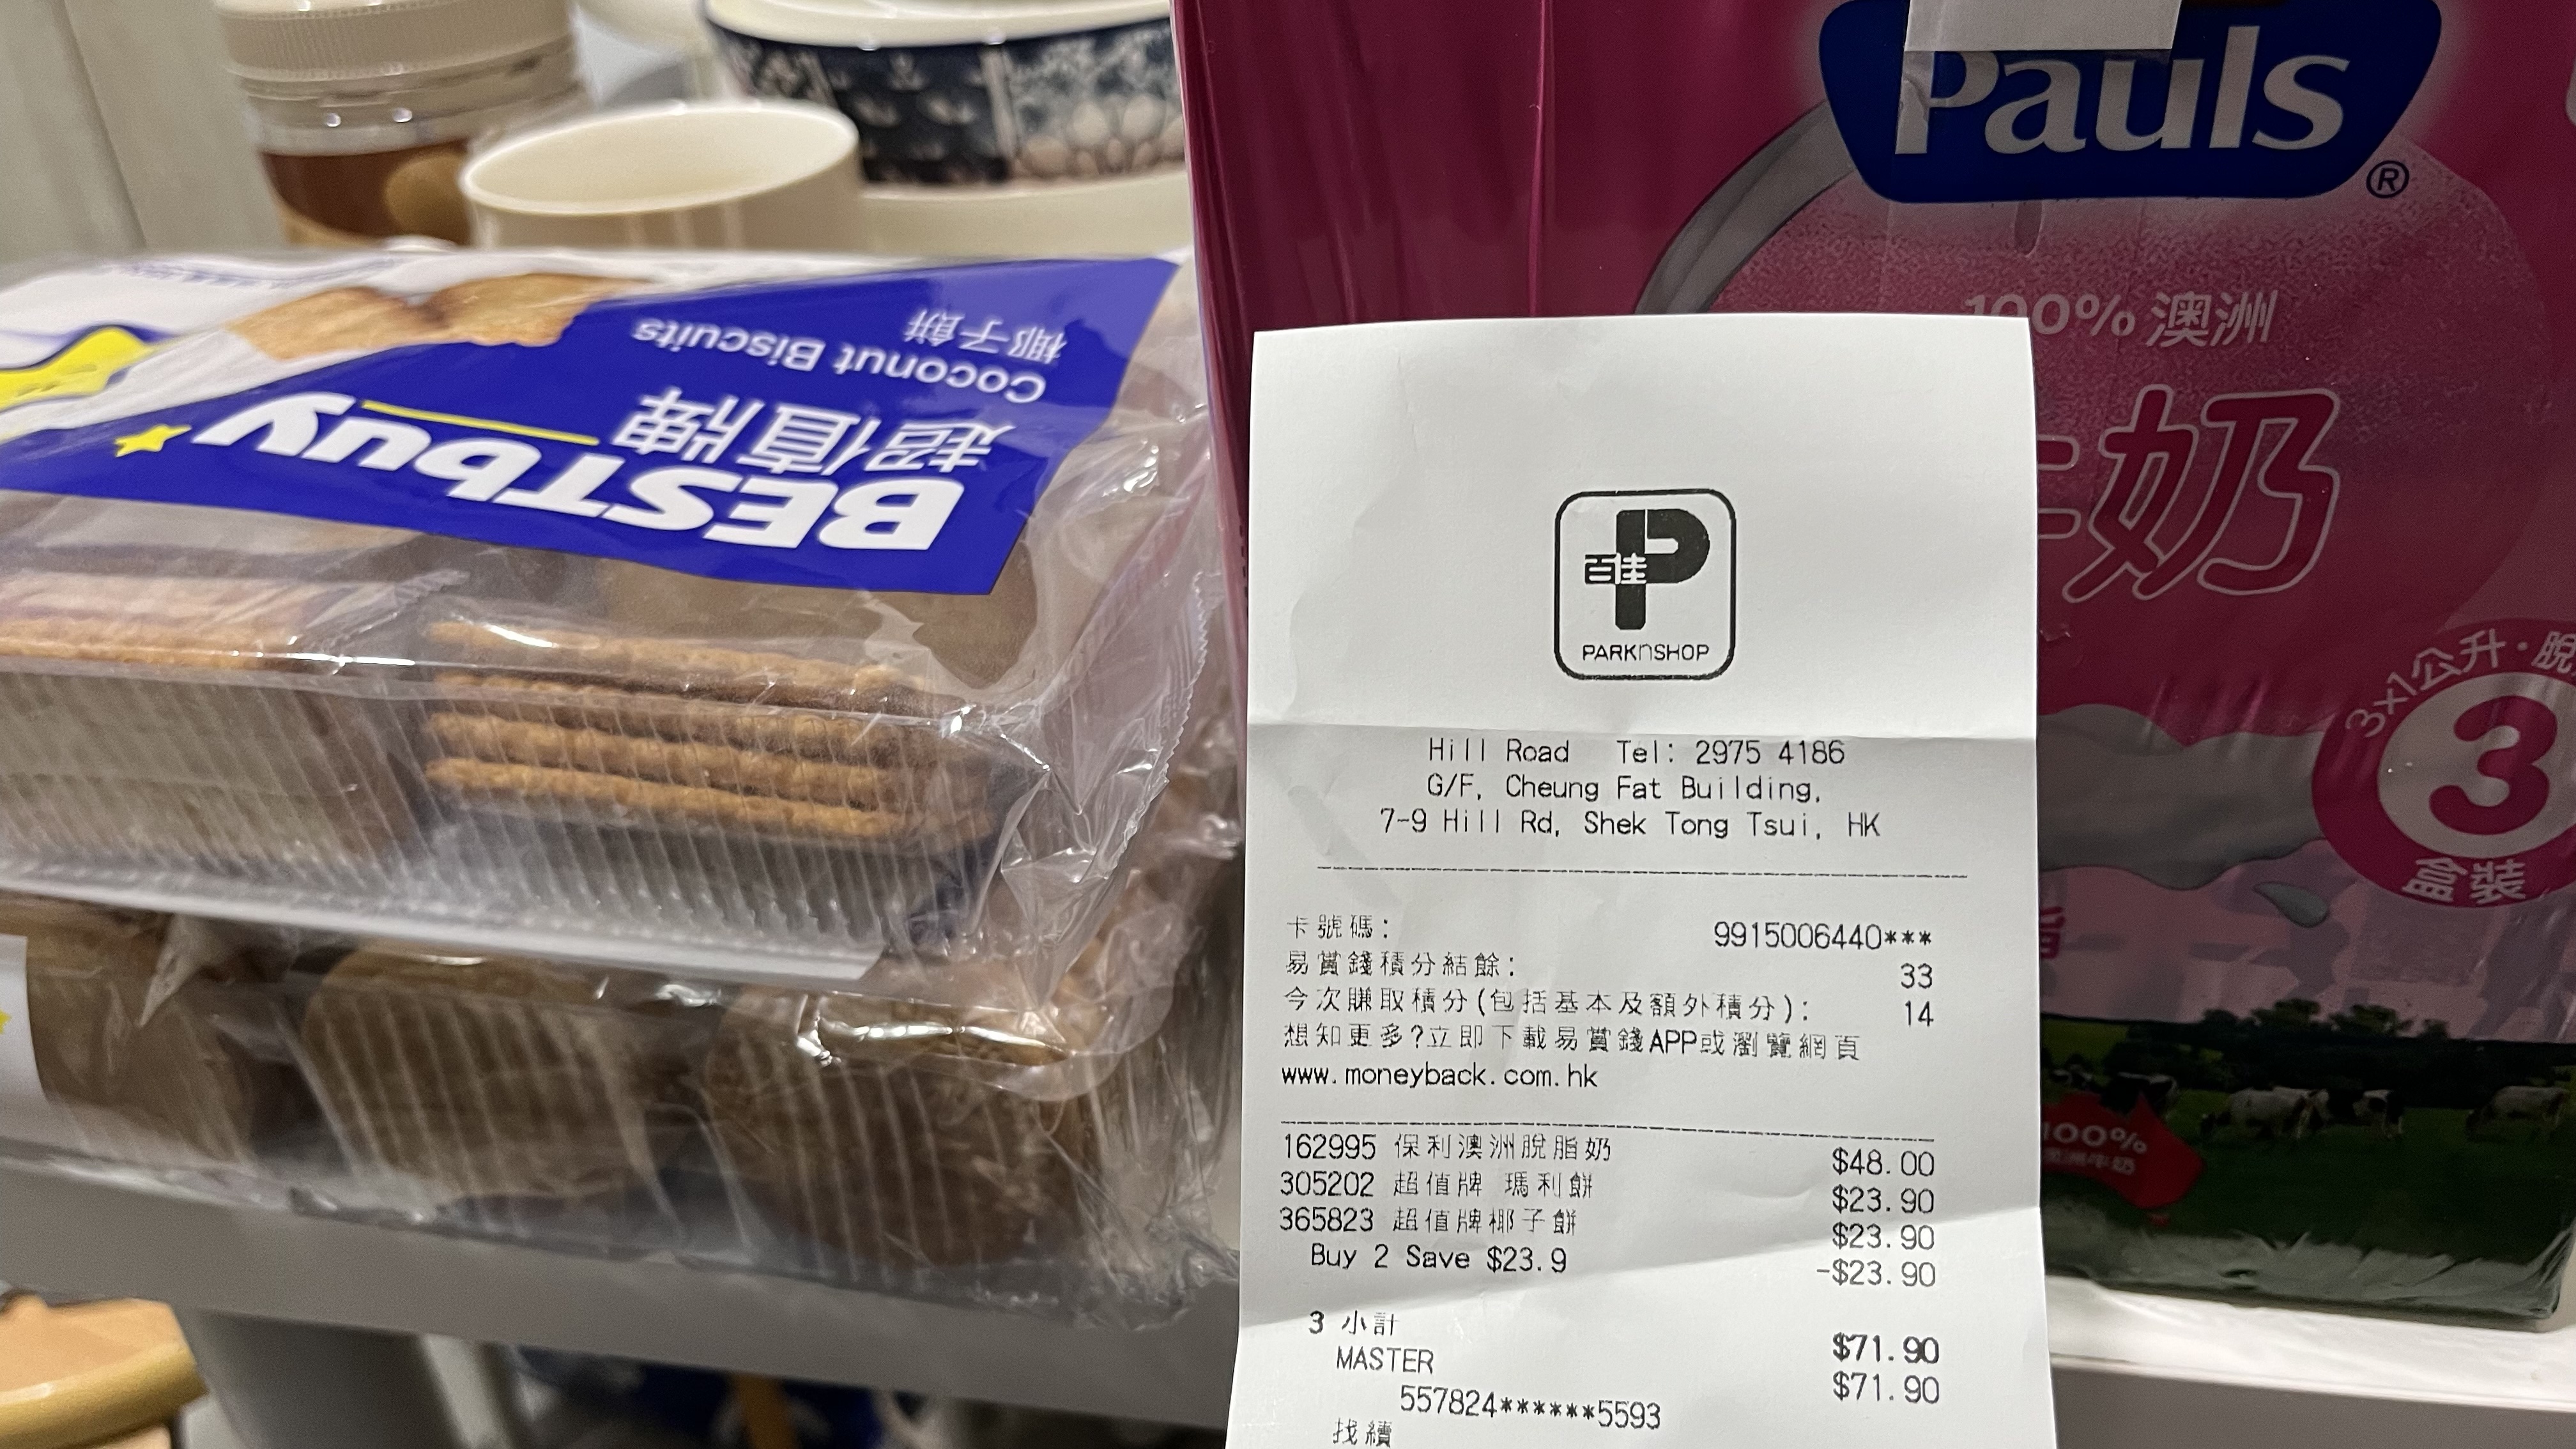 BESTbuy
超值牌
Coconut Biscuits
椰子餅
Pauls
®
100% 澳洲
牛奶
3x1公升·脫
3
盒裝
100%
百佳
PARKnSHOP
Hill Road Tel: 2975 4186
G/F, Cheung Fat Building,
7-9 Hill Rd, Shek Tong Tsui, HK
卡號碼: 9915006440***
易賞錢積分結餘: 33
今次賺取積分(包括基本及額外積分): 14
想知更多?立即下載易賞錢APP或瀏覽網頁
www.moneyback.com.hk
162995 保利澳洲脫脂奶 $48.00
305202 超值牌 瑪利餅 $23.90
365823 超值牌椰子餅 $23.90
Buy 2 Save $23.9 -$23.90
3 小計 $71.90
MASTER $71.90
557824******5593
找續